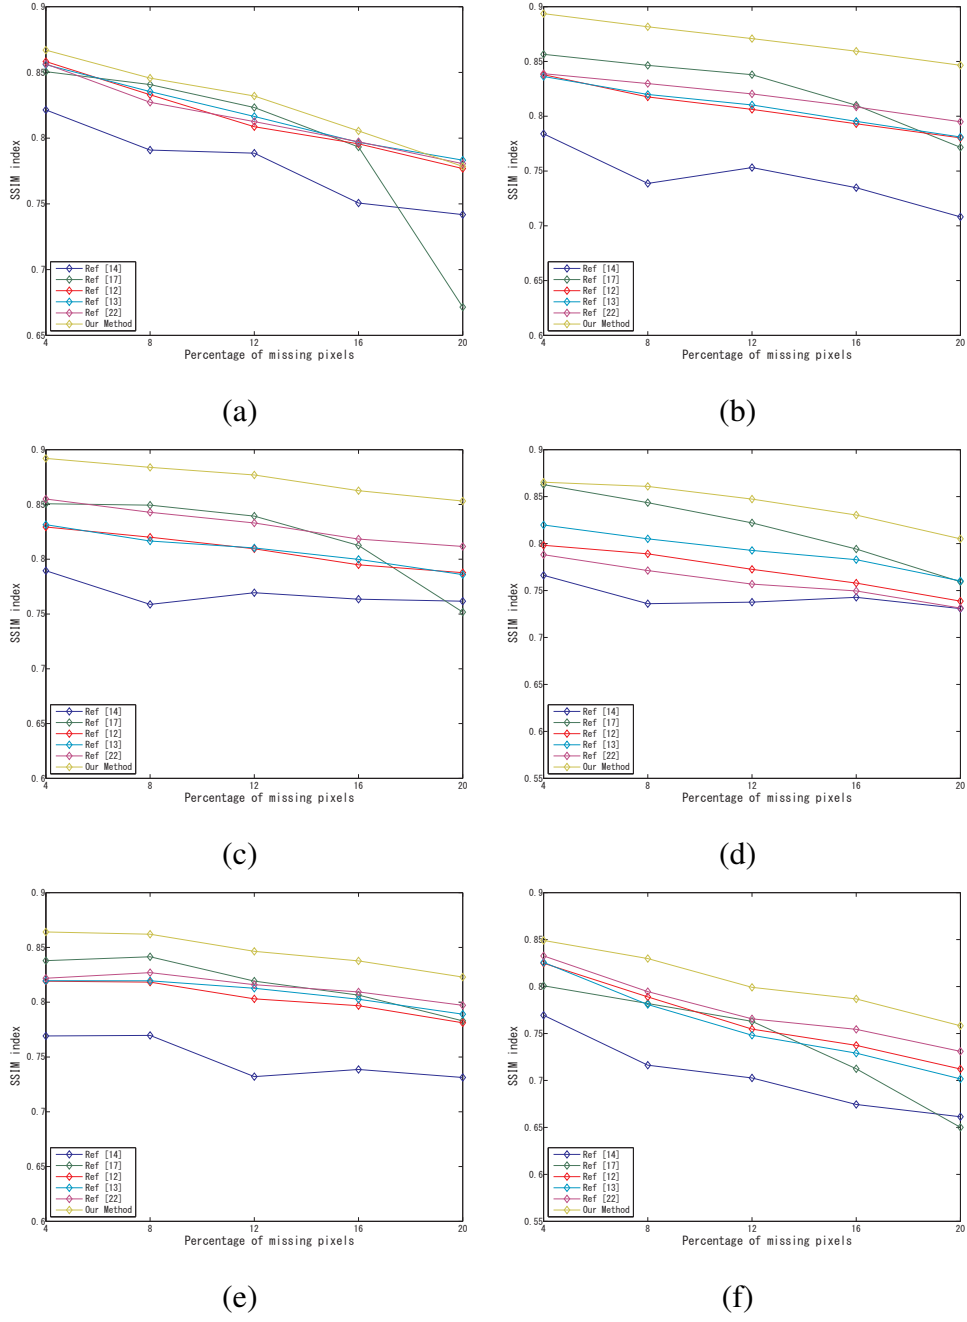 0.9
0.85
0.8
0.75
0.7
0.65
SSIM index
Ref [14]
Ref [17]
Ref [12]
Ref [13]
Ref [22]
Our Method
4 8 12 16 20
Percentage of missing pixels
(a)
0.9
0.85
0.8
0.75
0.7
0.65
0.6
SSIM index
Ref [14]
Ref [17]
Ref [12]
Ref [13]
Ref [22]
Our Method
4 8 12 16 20
Percentage of missing pixels
(b)
0.9
0.85
0.8
0.75
0.7
0.65
0.6
SSIM index
Ref [14]
Ref [17]
Ref [12]
Ref [13]
Ref [22]
Our Method
4 8 12 16 20
Percentage of missing pixels
(c)
0.9
0.85
0.8
0.75
0.7
0.65
0.6
0.55
SSIM index
Ref [14]
Ref [17]
Ref [12]
Ref [13]
Ref [22]
Our Method
4 8 12 16 20
Percentage of missing pixels
(d)
0.9
0.85
0.8
0.75
0.7
0.65
0.6
SSIM index
Ref [14]
Ref [17]
Ref [12]
Ref [13]
Ref [22]
Our Method
4 8 12 16 20
Percentage of missing pixels
(e)
0.9
0.85
0.8
0.75
0.7
0.65
0.6
0.55
SSIM index
Ref [14]
Ref [17]
Ref [12]
Ref [13]
Ref [22]
Our Method
4 8 12 16 20
Percentage of missing pixels
(f)